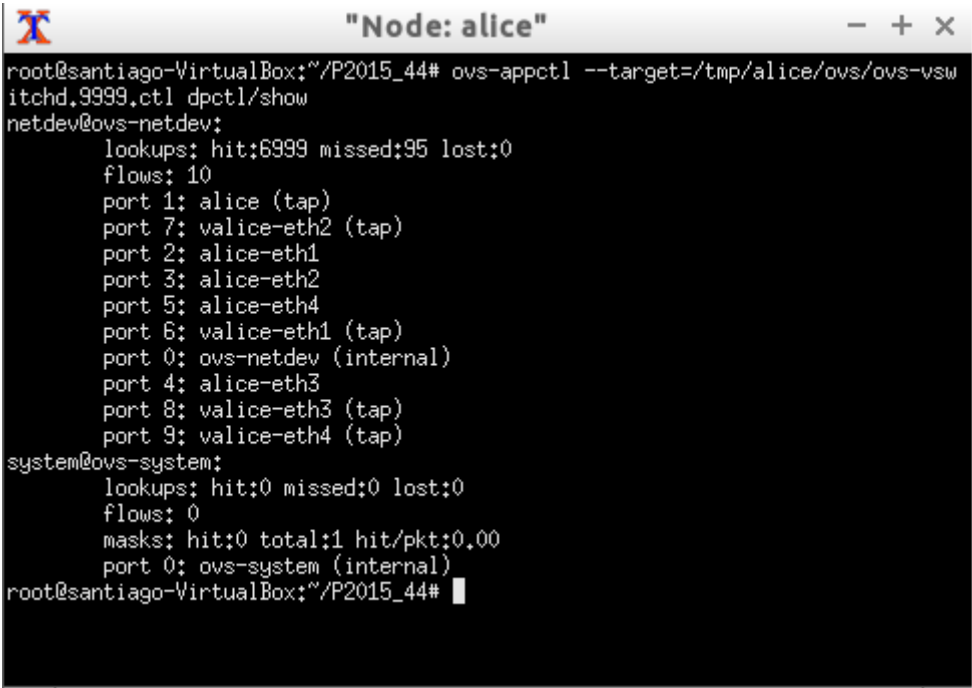 "Node: alice"
root@santiago-VirtualBox:~/P2015_44# ovs-appctl --target=/tmp/alice/ovs/ovs-vsw
itchd.9999.ctl dpctl/show
netdev@ovs-netdev:
        lookups: hit:6999 missed:95 lost:0
        flows: 10
        port 1: alice (tap)
        port 7: valice-eth2 (tap)
        port 2: alice-eth1
        port 3: alice-eth2
        port 5: alice-eth4
        port 6: valice-eth1 (tap)
        port 0: ovs-netdev (internal)
        port 4: alice-eth3
        port 8: valice-eth3 (tap)
        port 9: valice-eth4 (tap)
system@ovs-system:
        lookups: hit:0 missed:0 lost:0
        flows: 0
        masks: hit:0 total:1 hit/pkt:0.00
        port 0: ovs-system (internal)
root@santiago-VirtualBox:~/P2015_44#